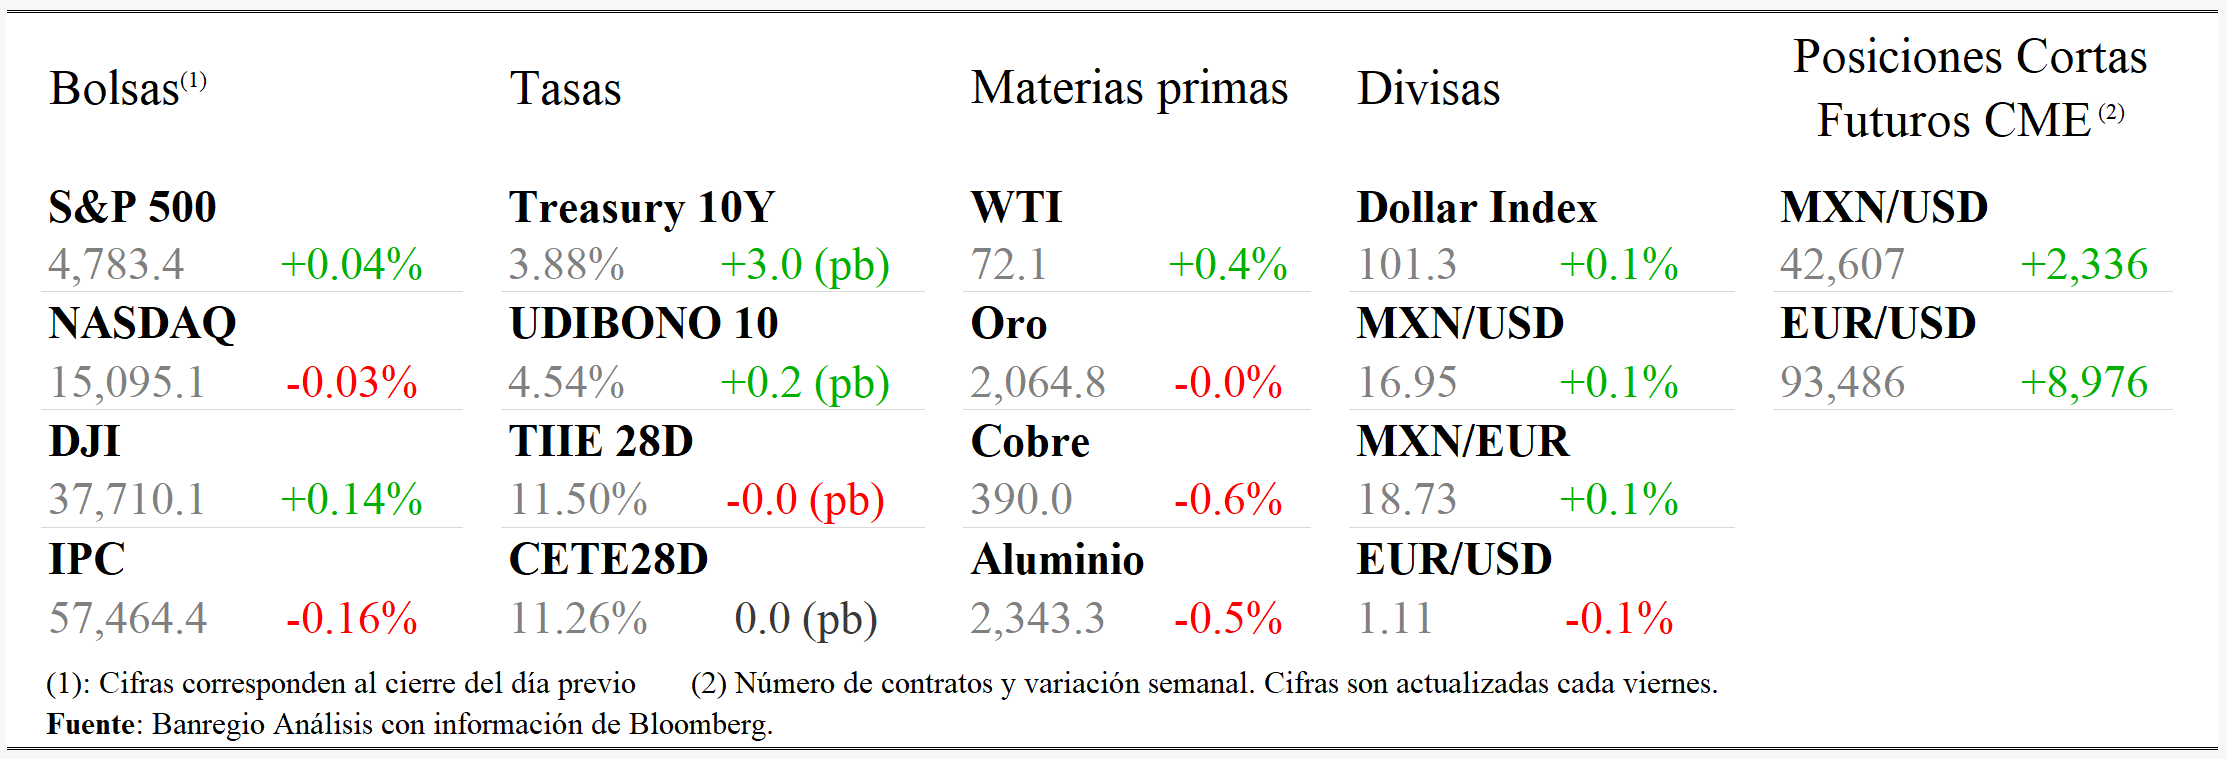 Bolsas(1) Tasas Materias primas Divisas Posiciones Cortas
Futuros CME (2)
S&P 500 Treasury 10Y WTI Dollar Index MXN/USD
4,783.4 +0.04% 3.88% +3.0 (pb) 72.1 +0.4% 101.3 +0.1% 42,607 +2,336
NASDAQ UDIBONO 10 Oro MXN/USD EUR/USD
15,095.1 -0.03% 4.54% +0.2 (pb) 2,064.8 -0.0% 16.95 +0.1% 93,486 +8,976
DJI TIIE 28D Cobre MXN/EUR
37,710.1 +0.14% 11.50% -0.0 (pb) 390.0 -0.6% 18.73 +0.1%
IPC CETE28D Aluminio EUR/USD
57,464.4 -0.16% 11.26% 0.0 (pb) 2,343.3 -0.5% 1.11 -0.1%
(1): Cifras corresponden al cierre del día previo (2) Número de contratos y variación semanal. Cifras son actualizadas cada viernes.
Fuente: Banregio Análisis con información de Bloomberg.